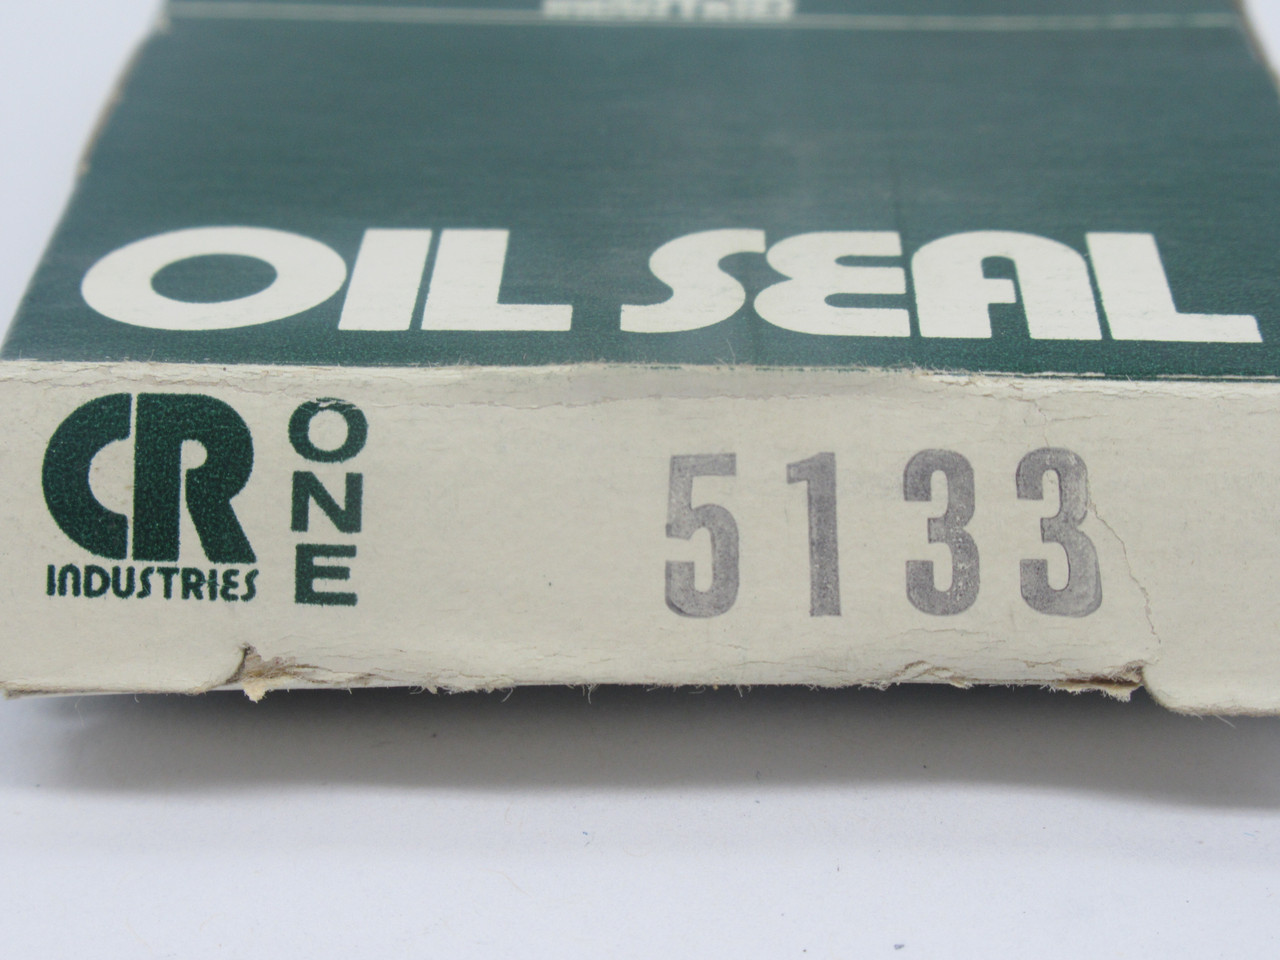 OIL SEAL
CR
INDUSTRIES
ONE
5133